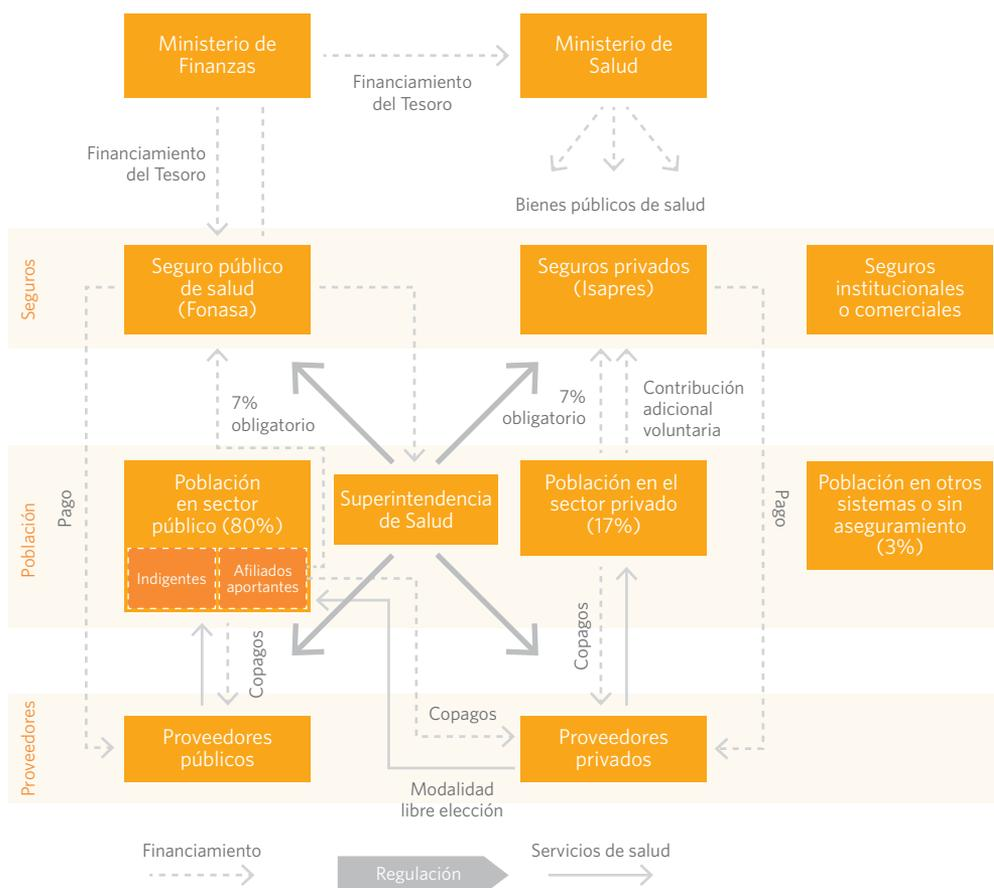 Ministerio de
Finanzas
Financiamiento
del Tesoro
Ministerio de
Salud
Financiamiento
del Tesoro
Bienes públicos de salud
Seguros
Seguro público
de salud
(Fonasa)
Seguros privados
(Isapres)
Seguros
institucionales
o comerciales
7%
obligatorio
7%
obligatorio
Contribución
adicional
voluntaria
Pago
Pago
Población
Población
en sector
público (80%)
Indigentes
Afiliados
aportantes
Superintendencia
de Salud
Población en el
sector privado
(17%)
Población en otros
sistemas o sin
aseguramiento
(3%)
Copagos
Copagos
Copagos
Proveedores
Proveedores
públicos
Proveedores
privados
Modalidad
libre elección
Financiamiento
Regulación
Servicios de salud